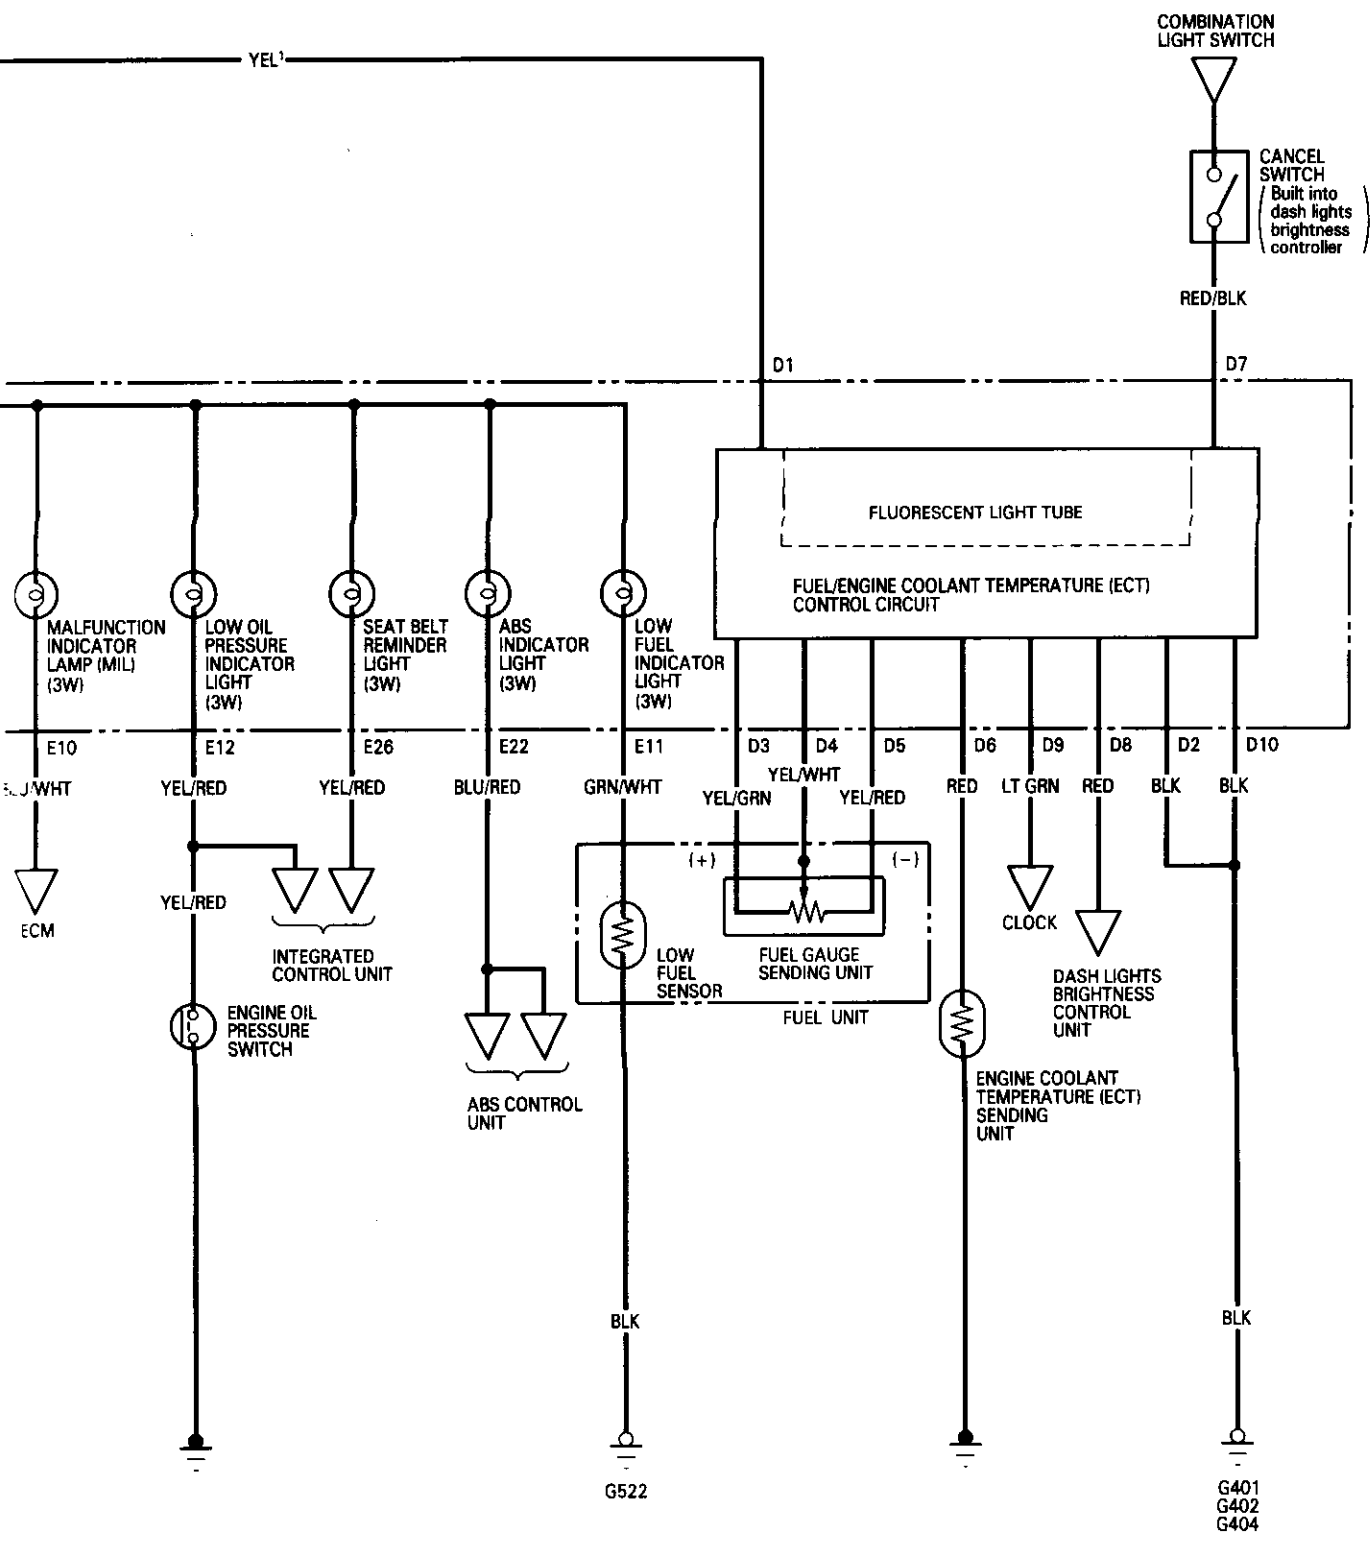 COMBINATION
LIGHT SWITCH
YEL¹
CANCEL
SWITCH
(Built into
dash lights
brightness
controller)
RED/BLK
D1
D7
FLUORESCENT LIGHT TUBE
FUEL/ENGINE COOLANT TEMPERATURE (ECT)
CONTROL CIRCUIT
MALFUNCTION
INDICATOR
LAMP (MIL)
(3W)
LOW OIL
PRESSURE
INDICATOR
LIGHT
(3W)
SEAT BELT
REMINDER
LIGHT
(3W)
ABS
INDICATOR
LIGHT
(3W)
LOW
FUEL
INDICATOR
LIGHT
(3W)
E10
E12
E26
E22
E11
D3
D4
D5
D6
D9
D8
D2
D10
BLU/WHT
YEL/RED
YEL/RED
BLU/RED
GRN/WHT
YEL/GRN
YEL/WHT
YEL/RED
RED
LT GRN
RED
BLK
BLK
(+)
(−)
YEL/RED
ECM
INTEGRATED
CONTROL UNIT
LOW
FUEL
SENSOR
FUEL GAUGE
SENDING UNIT
FUEL UNIT
CLOCK
DASH LIGHTS
BRIGHTNESS
CONTROL
UNIT
ENGINE OIL
PRESSURE
SWITCH
ABS CONTROL
UNIT
ENGINE COOLANT
TEMPERATURE (ECT)
SENDING
UNIT
BLK
BLK
G522
G401
G402
G404